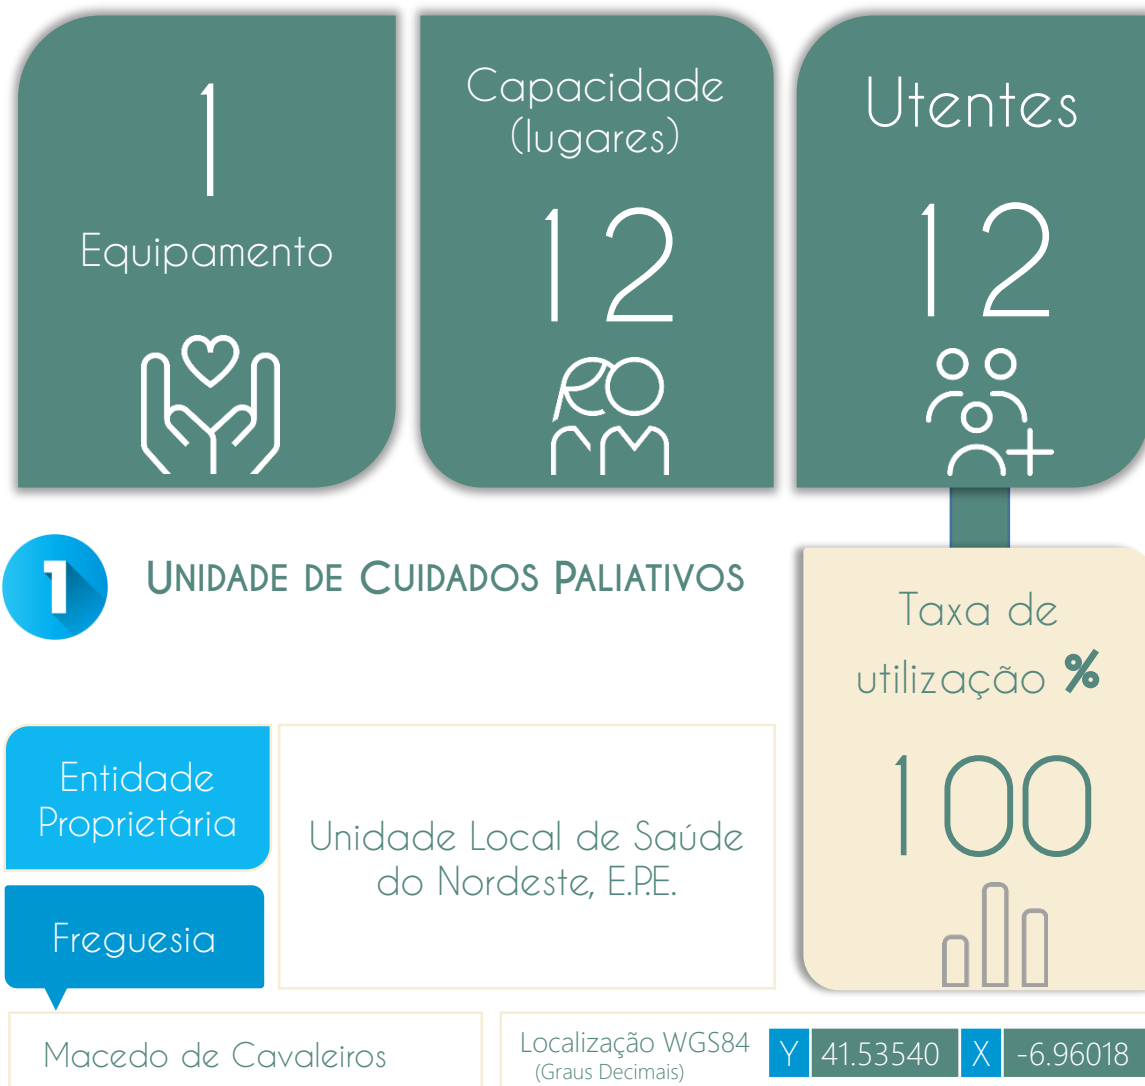 1
Equipamento
Capacidade
(lugares)
12
Utentes
12
1
UNIDADE DE CUIDADOS PALIATIVOS
Taxa de
utilização %
100
Entidade
Proprietária
Unidade Local de Saúde
do Nordeste, E.P.E.
Freguesia
Macedo de Cavaleiros
Localização WGS84
(Graus Decimais)
Y 41.53540 X -6.96018